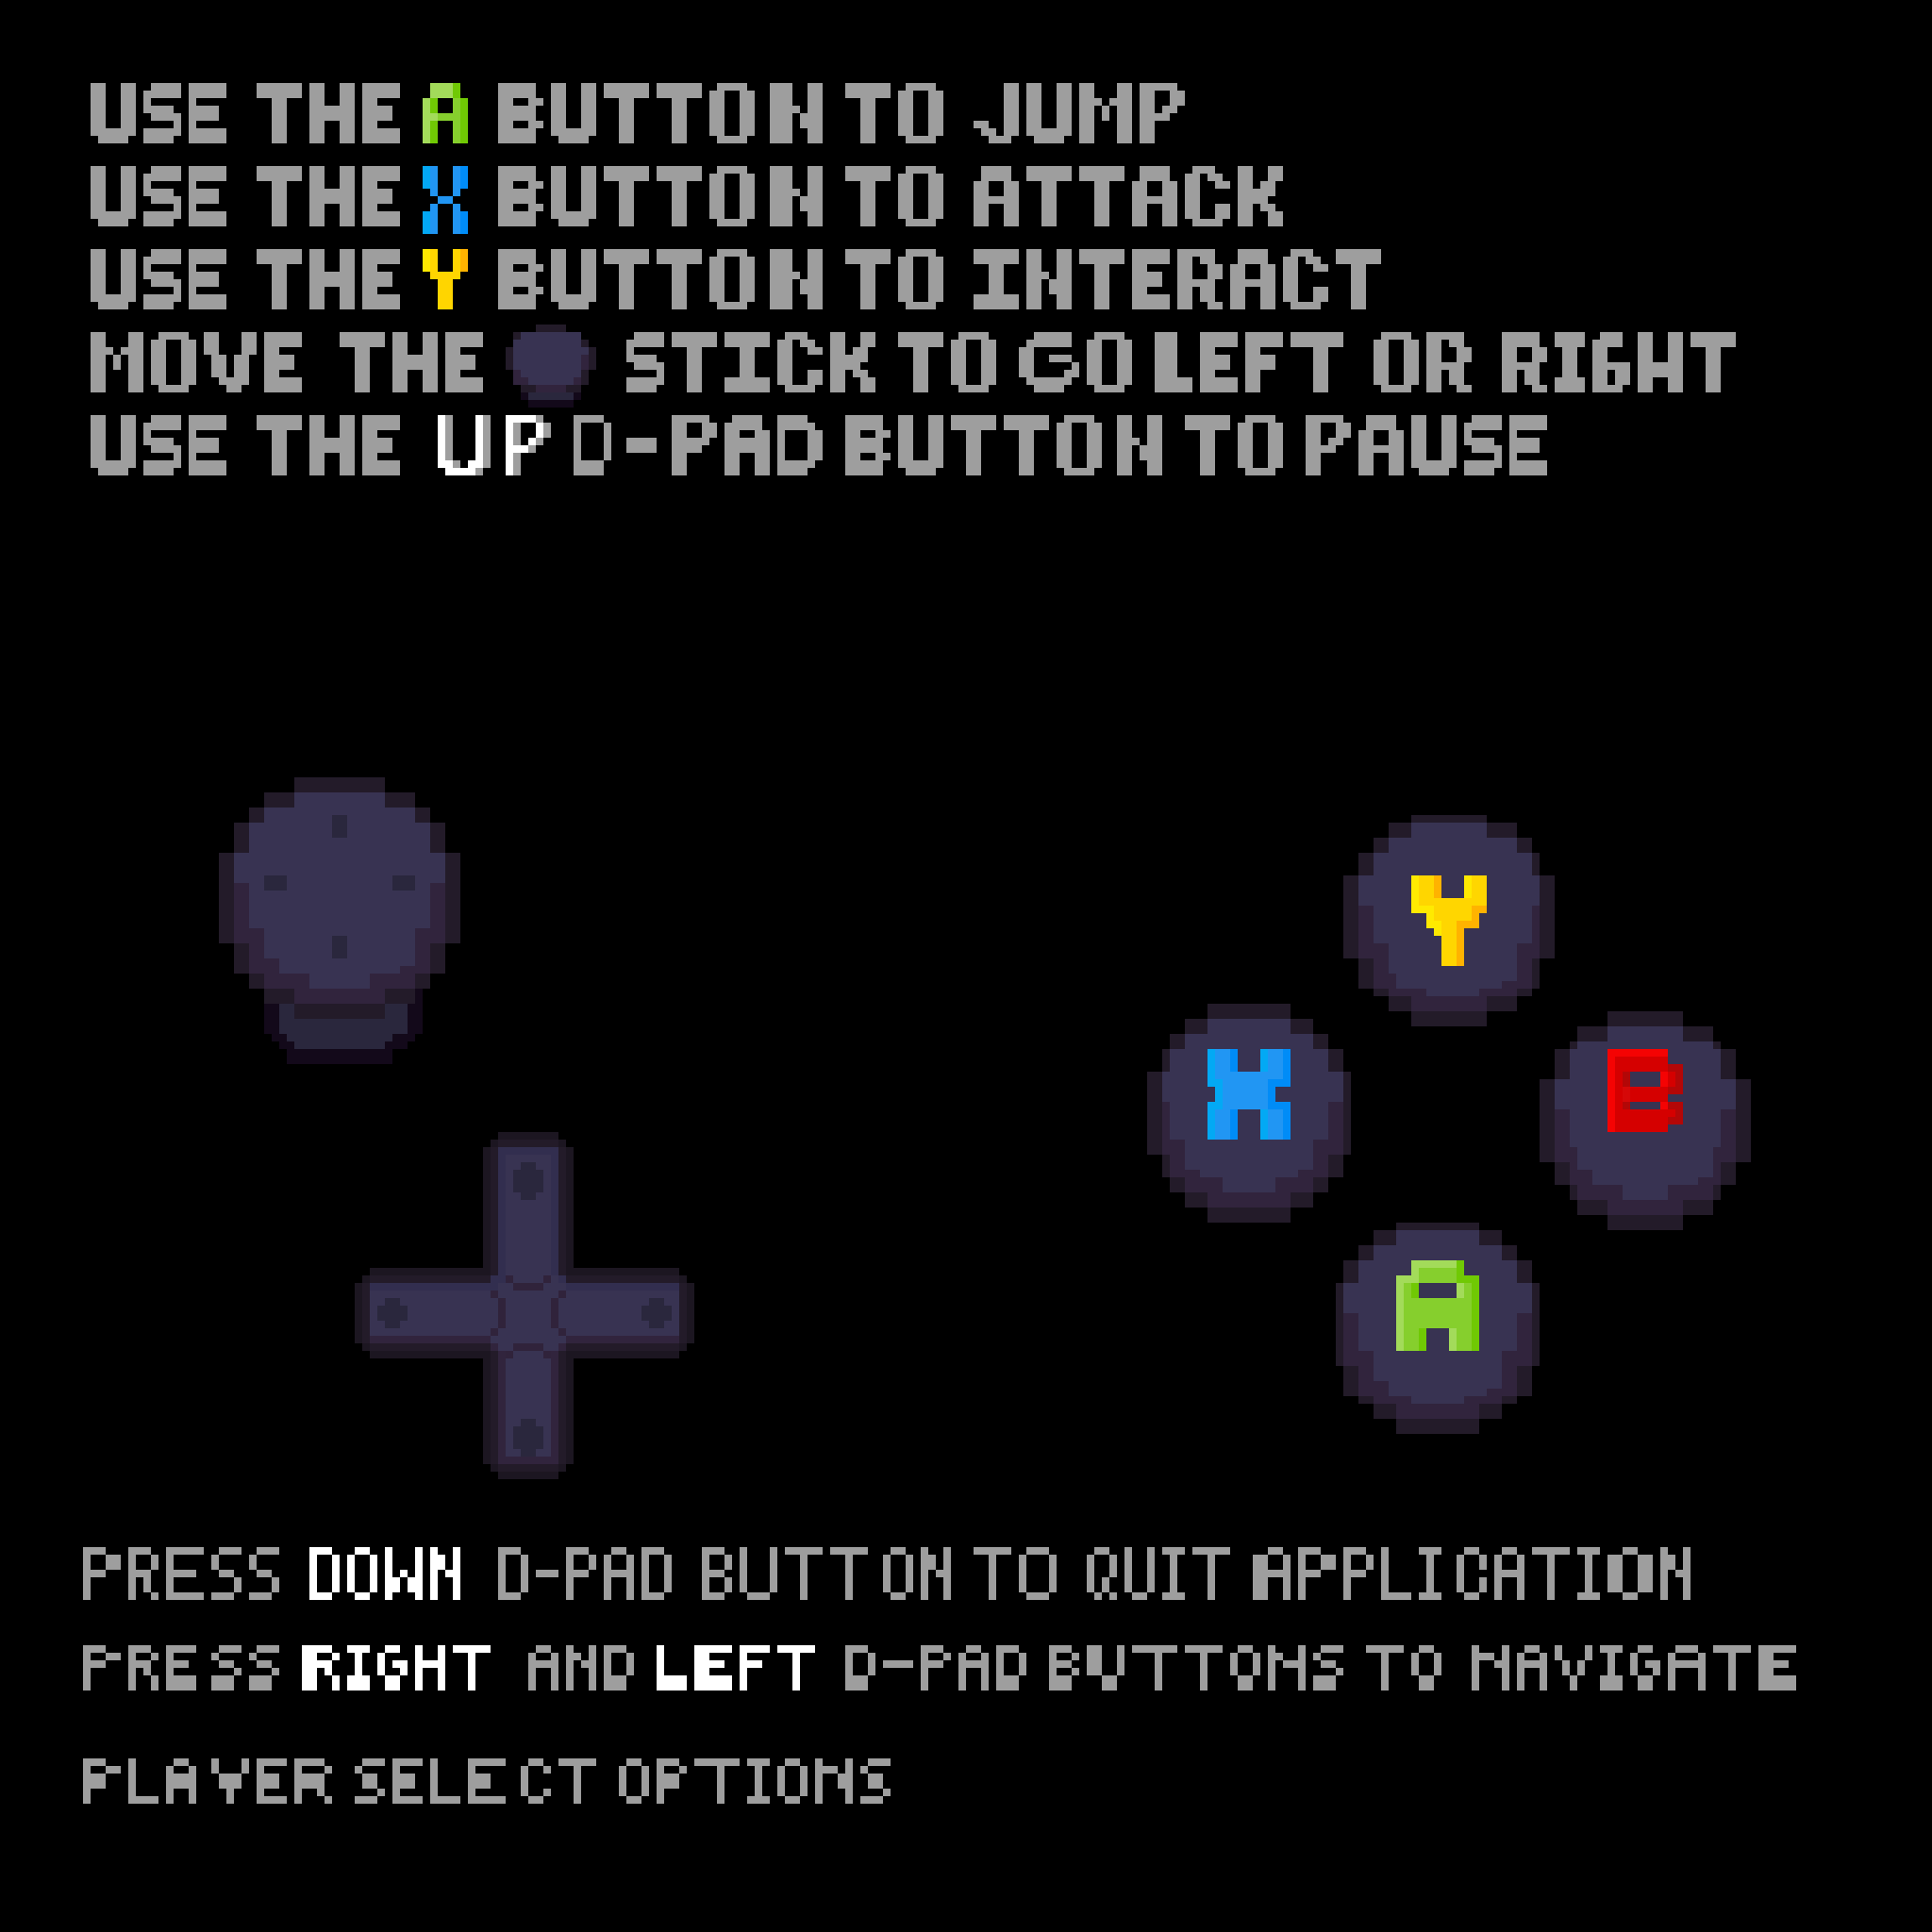 USE THE A BUTTON TO JUMP
USE THE X BUTTON TO ATTACK
USE THE Y BUTTON TO INTERACT
MOVE THE STICK TO GO LEFT OR RIGHT
USE THE UP D-PAD BUTTON TO PAUSE
Y
X
B
A
PRESS DOWN D-PAD BUTTON TO QUIT APPLICATION
PRESS RIGHT AND LEFT D-PAD BUTTONS TO NAVIGATE
PLAYER SELECT OPTIONS